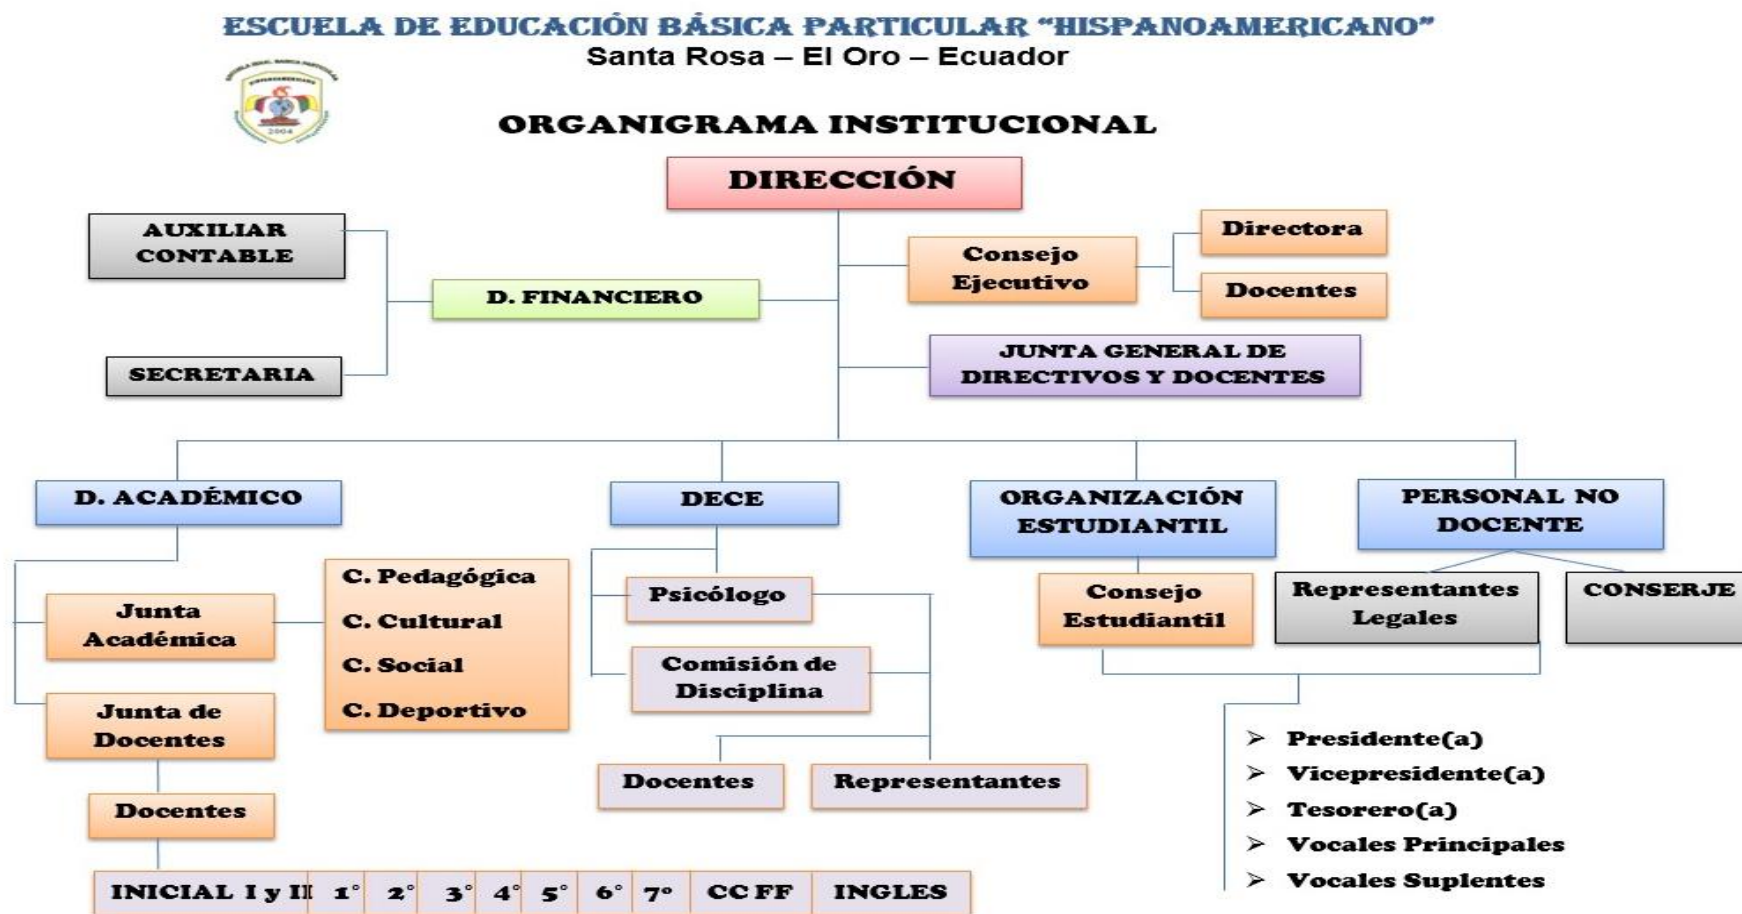 ESCUELA DE EDUCACIÓN BÁSICA PARTICULAR “HISPANOAMERICANO”
Santa Rosa – El Oro – Ecuador
2004
ORGANIGRAMA INSTITUCIONAL
DIRECCIÓN
AUXILIAR
CONTABLE
D. FINANCIERO
SECRETARIA
Consejo
Ejecutivo
Directora
Docentes
JUNTA GENERAL DE
DIRECTIVOS Y DOCENTES
D. ACADÉMICO
DECE
ORGANIZACIÓN
ESTUDIANTIL
PERSONAL NO
DOCENTE
Junta
Académica
C. Pedagógica
C. Cultural
C. Social
C. Deportivo
Junta de
Docentes
Docentes
Psicólogo
Comisión de
Disciplina
Docentes
Representantes
Consejo
Estudiantil
Representantes
Legales
CONSERJE
➢ Presidente(a)
➢ Vicepresidente(a)
➢ Tesorero(a)
➢ Vocales Principales
➢ Vocales Suplentes
INICIAL I y II 1° 2° 3° 4° 5° 6° 7° CC FF INGLES